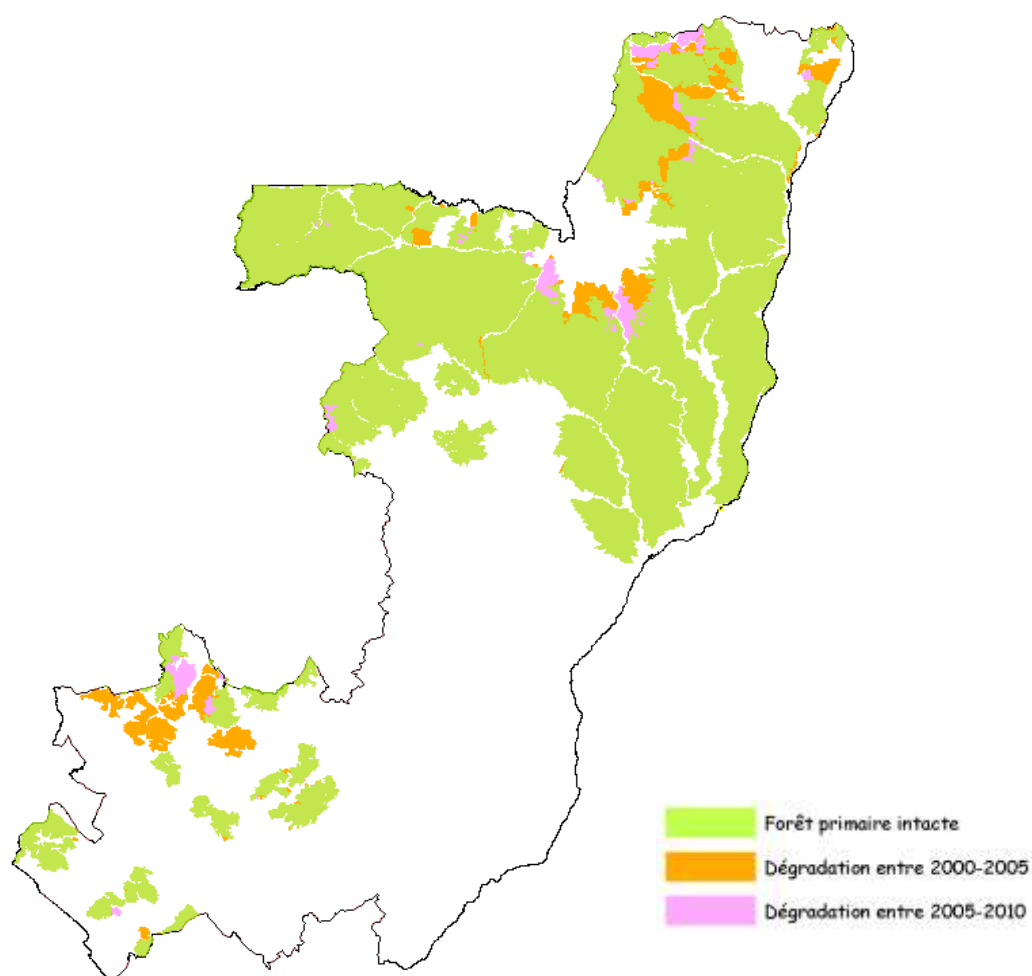 Forêt primaire intacte
Dégradation entre 2000-2005
Dégradation entre 2005-2010